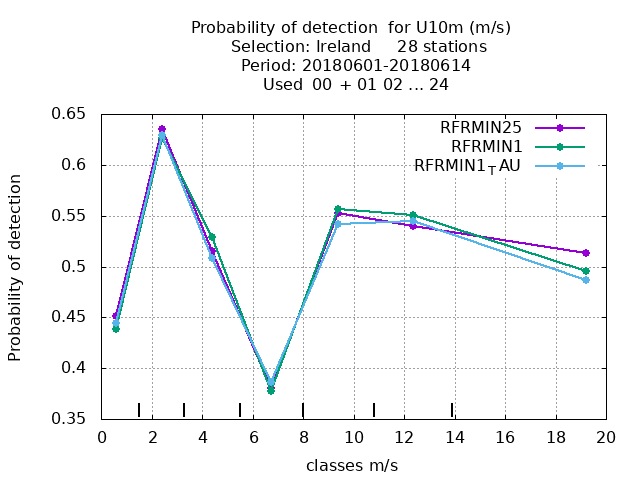 Probability of detection  for U10m (m/s)
Selection: Ireland     28 stations
Period: 20180601-20180614
Used  00  + 01 02 ... 24
RFRMIN25
RFRMIN1
RFRMIN1TAU
Probability of detection
0.65
0.6
0.55
0.5
0.45
0.4
0.35
0 2 4 6 8 10 12 14 16 18 20
classes m/s